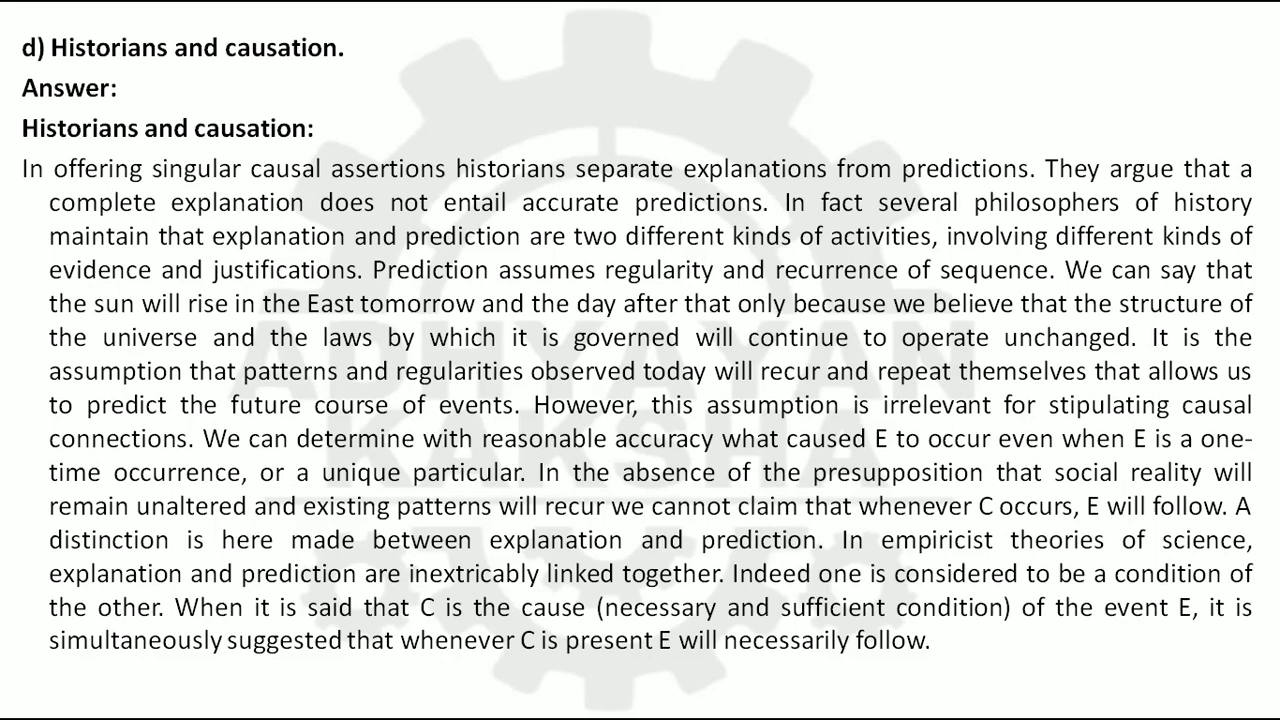 d) Historians and causation.
Answer:
Historians and causation:
In offering singular causal assertions historians separate explanations from predictions. They argue that a
complete explanation does not entail accurate predictions. In fact several philosophers of history
maintain that explanation and prediction are two different kinds of activities, involving different kinds of
evidence and justifications. Prediction assumes regularity and recurrence of sequence. We can say that
the sun will rise in the East tomorrow and the day after that only because we believe that the structure of
the universe and the laws by which it is governed will continue to operate unchanged. It is the
assumption that patterns and regularities observed today will recur and repeat themselves that allows us
to predict the future course of events. However, this assumption is irrelevant for stipulating causal
connections. We can determine with reasonable accuracy what caused E to occur even when E is a one-
time occurrence, or a unique particular. In the absence of the presupposition that social reality will
remain unaltered and existing patterns will recur we cannot claim that whenever C occurs, E will follow. A
distinction is here made between explanation and prediction. In empiricist theories of science,
explanation and prediction are inextricably linked together. Indeed one is considered to be a condition of
the other. When it is said that C is the cause (necessary and sufficient condition) of the event E, it is
simultaneously suggested that whenever C is present E will necessarily follow.
ADHYAYAN
KAKSHA